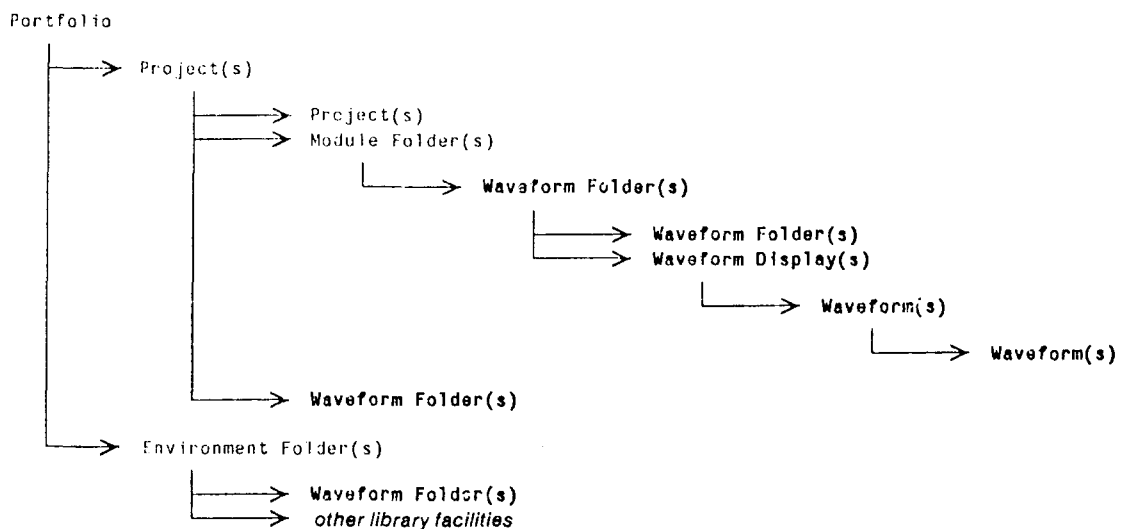 Portfolio
Project(s)
Project(s)
Module Folder(s)
Waveform Folder(s)
Waveform Folder(s)
Waveform Display(s)
Waveform(s)
Waveform(s)
Waveform Folder(s)
Environment Folder(s)
Waveform Folder(s)
other library facilities